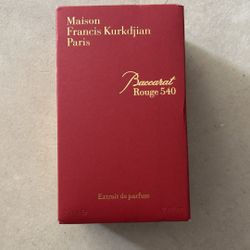 Maison
Francis Kurkdjian
Paris
Baccarat
Rouge 540
Extrait de parfum